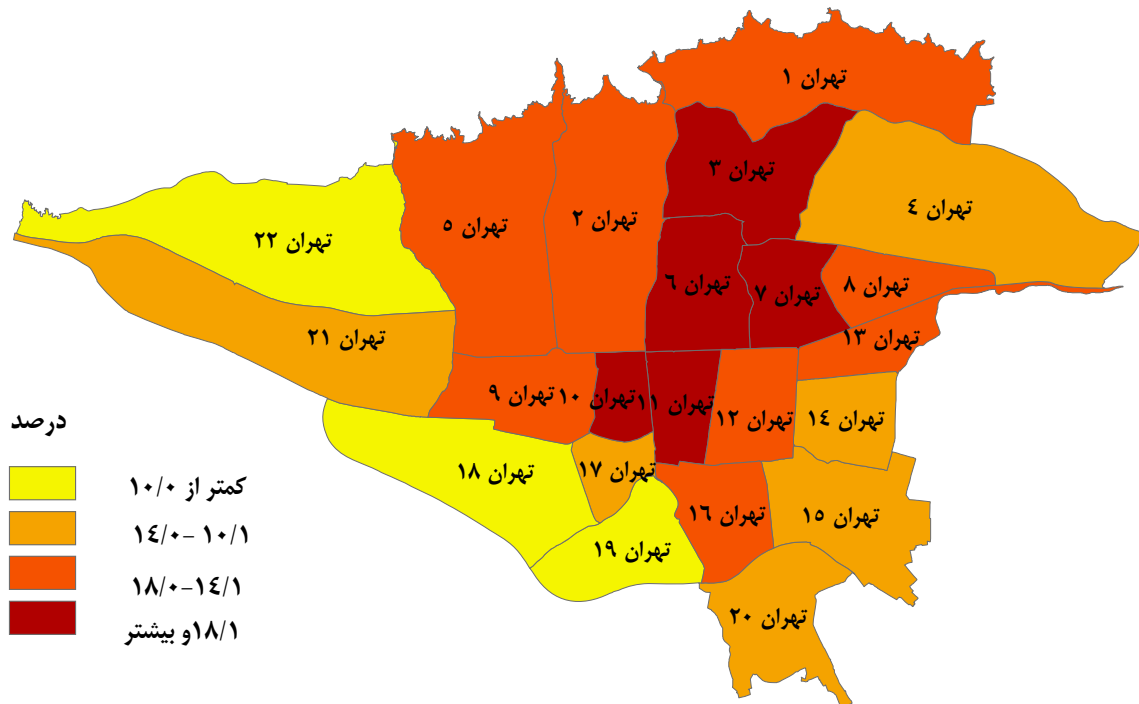 تهران ۱
تهران ۳
تهران ۴
تهران ۲
تهران ۵
تهران ۲۲
تهران ۶
تهران ۷
تهران ۸
تهران ۲۱
تهران ۱۳
تهران ۹
تهران ۱۰
تهران ۱۱
تهران ۱۲
تهران ۱۴
تهران ۱۸
تهران ۱۷
تهران ۱۶
تهران ۱۵
تهران ۱۹
تهران ۲۰
درصد
کمتر از ۱۰/۰
۱۰/۱ -۱٤/۰
۱٤/۱-۱۸/۰
۱۸/۱و بیشتر